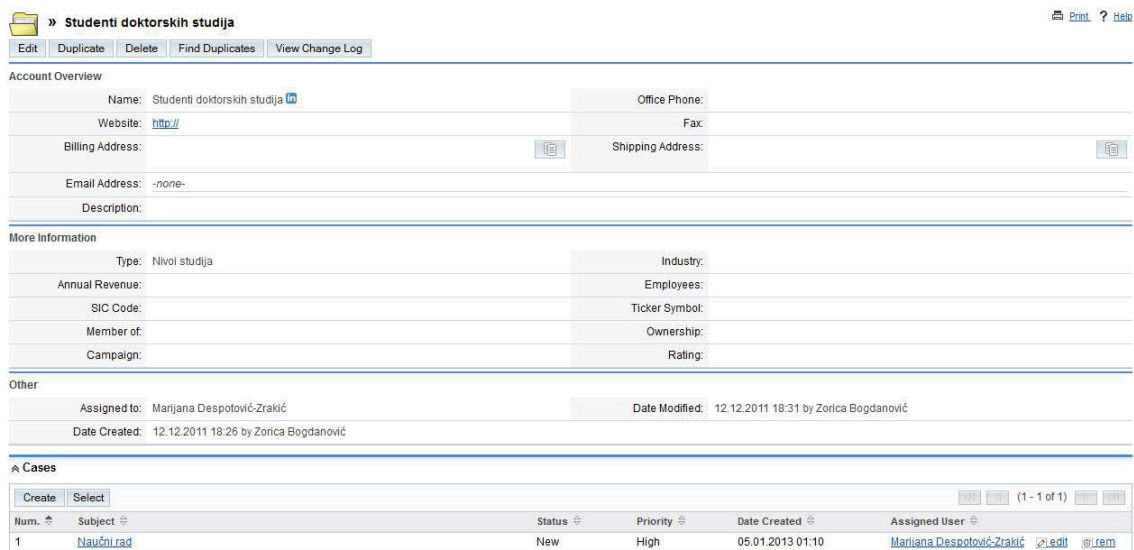 » Studenti doktorskih studija
Print ? Help
Edit Duplicate Delete Find Duplicates View Change Log
Account Overview
Name: Studenti doktorskih studija in Office Phone:
Website: http:// Fax:
Billing Address: Shipping Address:
Email Address: -none-
Description:
More Information
Type: Nivoi studija Industry:
Annual Revenue: Employees:
SIC Code: Ticker Symbol:
Member of: Ownership:
Campaign: Rating:
Other
Assigned to: Marijana Despotović-Zrakić Date Modified: 12.12.2011 18:31 by Zorica Bogdanović
Date Created: 12.12.2011 18:26 by Zorica Bogdanović
Cases
Create Select (1 - 1 of 1)
Num. Subject Status Priority Date Created Assigned User
1 Naučni rad New High 05.01.2013 01:10 Marijana Despotović-Zrakić edit rem